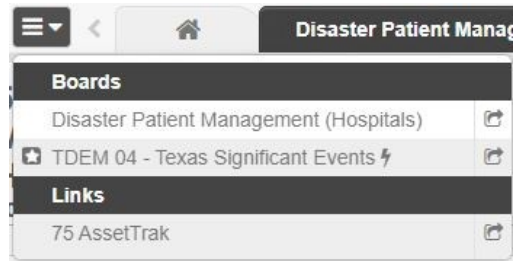 Disaster Patient Manag
Boards
Disaster Patient Management (Hospitals)
TDEM 04 - Texas Significant Events
Links
75 AssetTrak